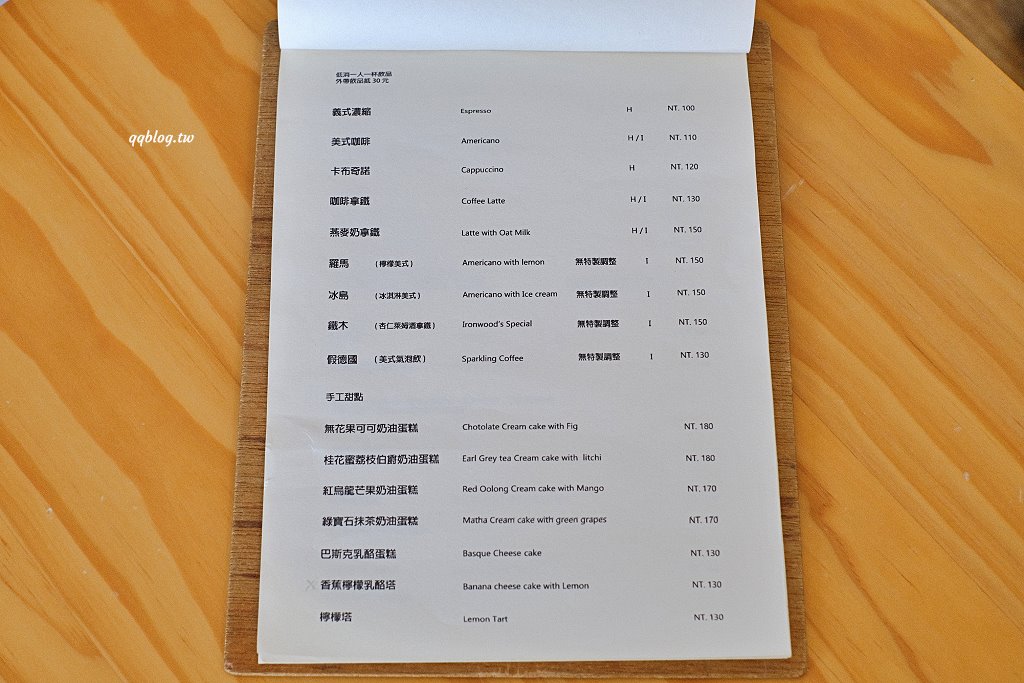 低消一人一杯飲品
外帶飲品低 30 元
義式濃縮 Espresso H NT. 100
美式咖啡 Americano H / I NT. 110
卡布奇諾 Cappuccino H NT. 120
咖啡拿鐵 Coffee Latte H / I NT. 130
燕麥奶拿鐵 Latte with Oat Milk H / I NT. 150
羅馬 (檸檬美式) Americano with lemon 無特製調整 I NT. 150
冰島 (冰淇淋美式) Americano with Ice cream 無特製調整 I NT. 150
鐵木 (杏仁萊姆酒拿鐵) Ironwood's Special 無特製調整 I NT. 150
假德國 (美式氣泡飲) Sparkling Coffee 無特製調整 I NT. 130
手工甜點
無花果可可奶油蛋糕 Chotolate Cream cake with Fig NT. 180
桂花蜜荔枝伯爵奶油蛋糕 Earl Grey tea Cream cake with litchi NT. 180
紅烏龍芒果奶油蛋糕 Red Oolong Cream cake with Mango NT. 170
綠寶石抹茶奶油蛋糕 Matha Cream cake with green grapes NT. 170
巴斯克乳酪蛋糕 Basque Cheese cake NT. 130
X 香蕉檸檬乳酪塔 Banana cheese cake with Lemon NT. 130
檸檬塔 Lemon Tart NT. 130
qqblog.tw